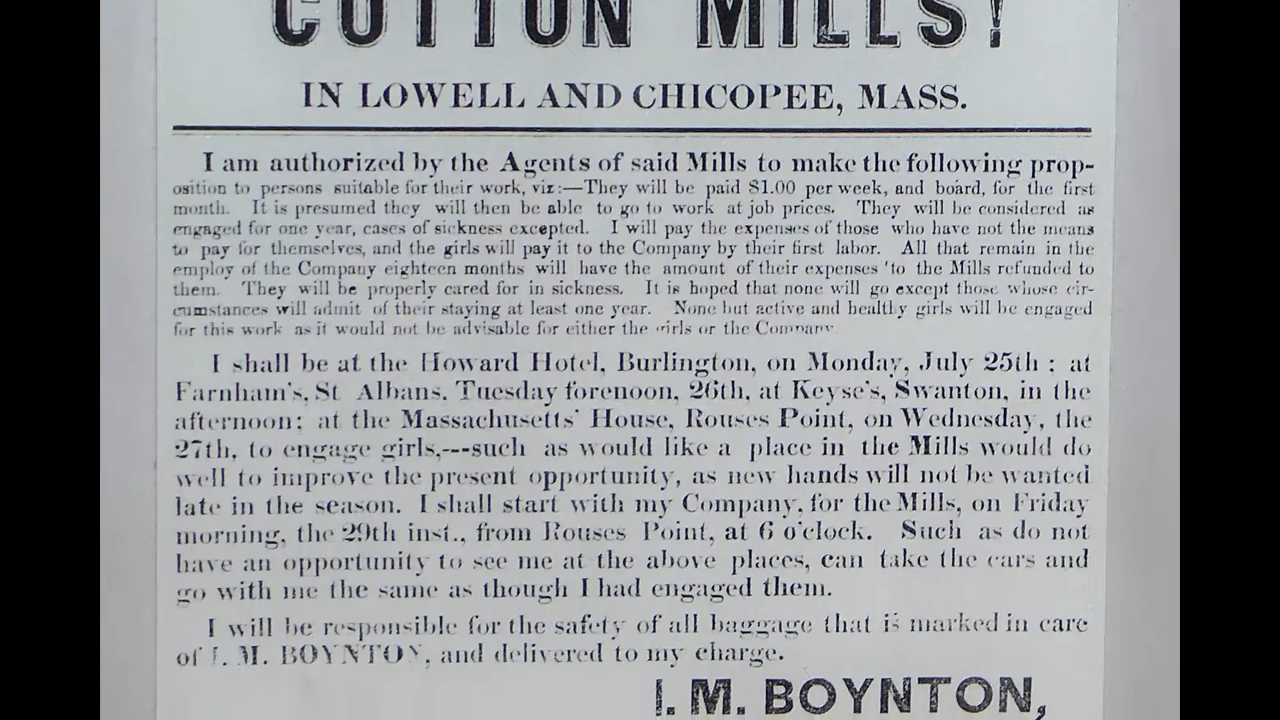 COTTON MILLS!
IN LOWELL AND CHICOPEE, MASS.
I am authorized by the Agents of said Mills to make the following prop-
osition to persons suitable for their work, viz:—They will be paid $1.00 per week, and board, for the first
month. It is presumed they will then be able to go to work at job prices. They will be considered as
engaged for one year, cases of sickness excepted. I will pay the expenses of those who have not the means
to pay for themselves, and the girls will pay it to the Company by their first labor. All that remain in the
employ of the Company eighteen months will have the amount of their expenses to the Mills refunded to
them. They will be properly cared for in sickness. It is hoped that none will go except those whose cir-
cumstances will admit of their staying at least one year. None but active and healthy girls will be engaged
for this work as it would not be advisable for either the girls or the Company.
I shall be at the Howard Hotel, Burlington, on Monday, July 25th; at
Farnham's, St Albans, Tuesday forenoon, 26th, at Keyse's, Swanton, in the
afternoon; at the Massachusetts' House, Rouses Point, on Wednesday, the
27th, to engage girls,---such as would like a place in the Mills would do
well to improve the present opportunity, as new hands will not be wanted
late in the season. I shall start with my Company, for the Mills, on Friday
morning, the 29th inst., from Rouses Point, at 6 o'clock. Such as do not
have an opportunity to see me at the above places, can take the cars and
go with me the same as though I had engaged them.
I will be responsible for the safety of all baggage that is marked in care
of I. M. BOYNTON, and delivered to my charge.
I. M. BOYNTON,